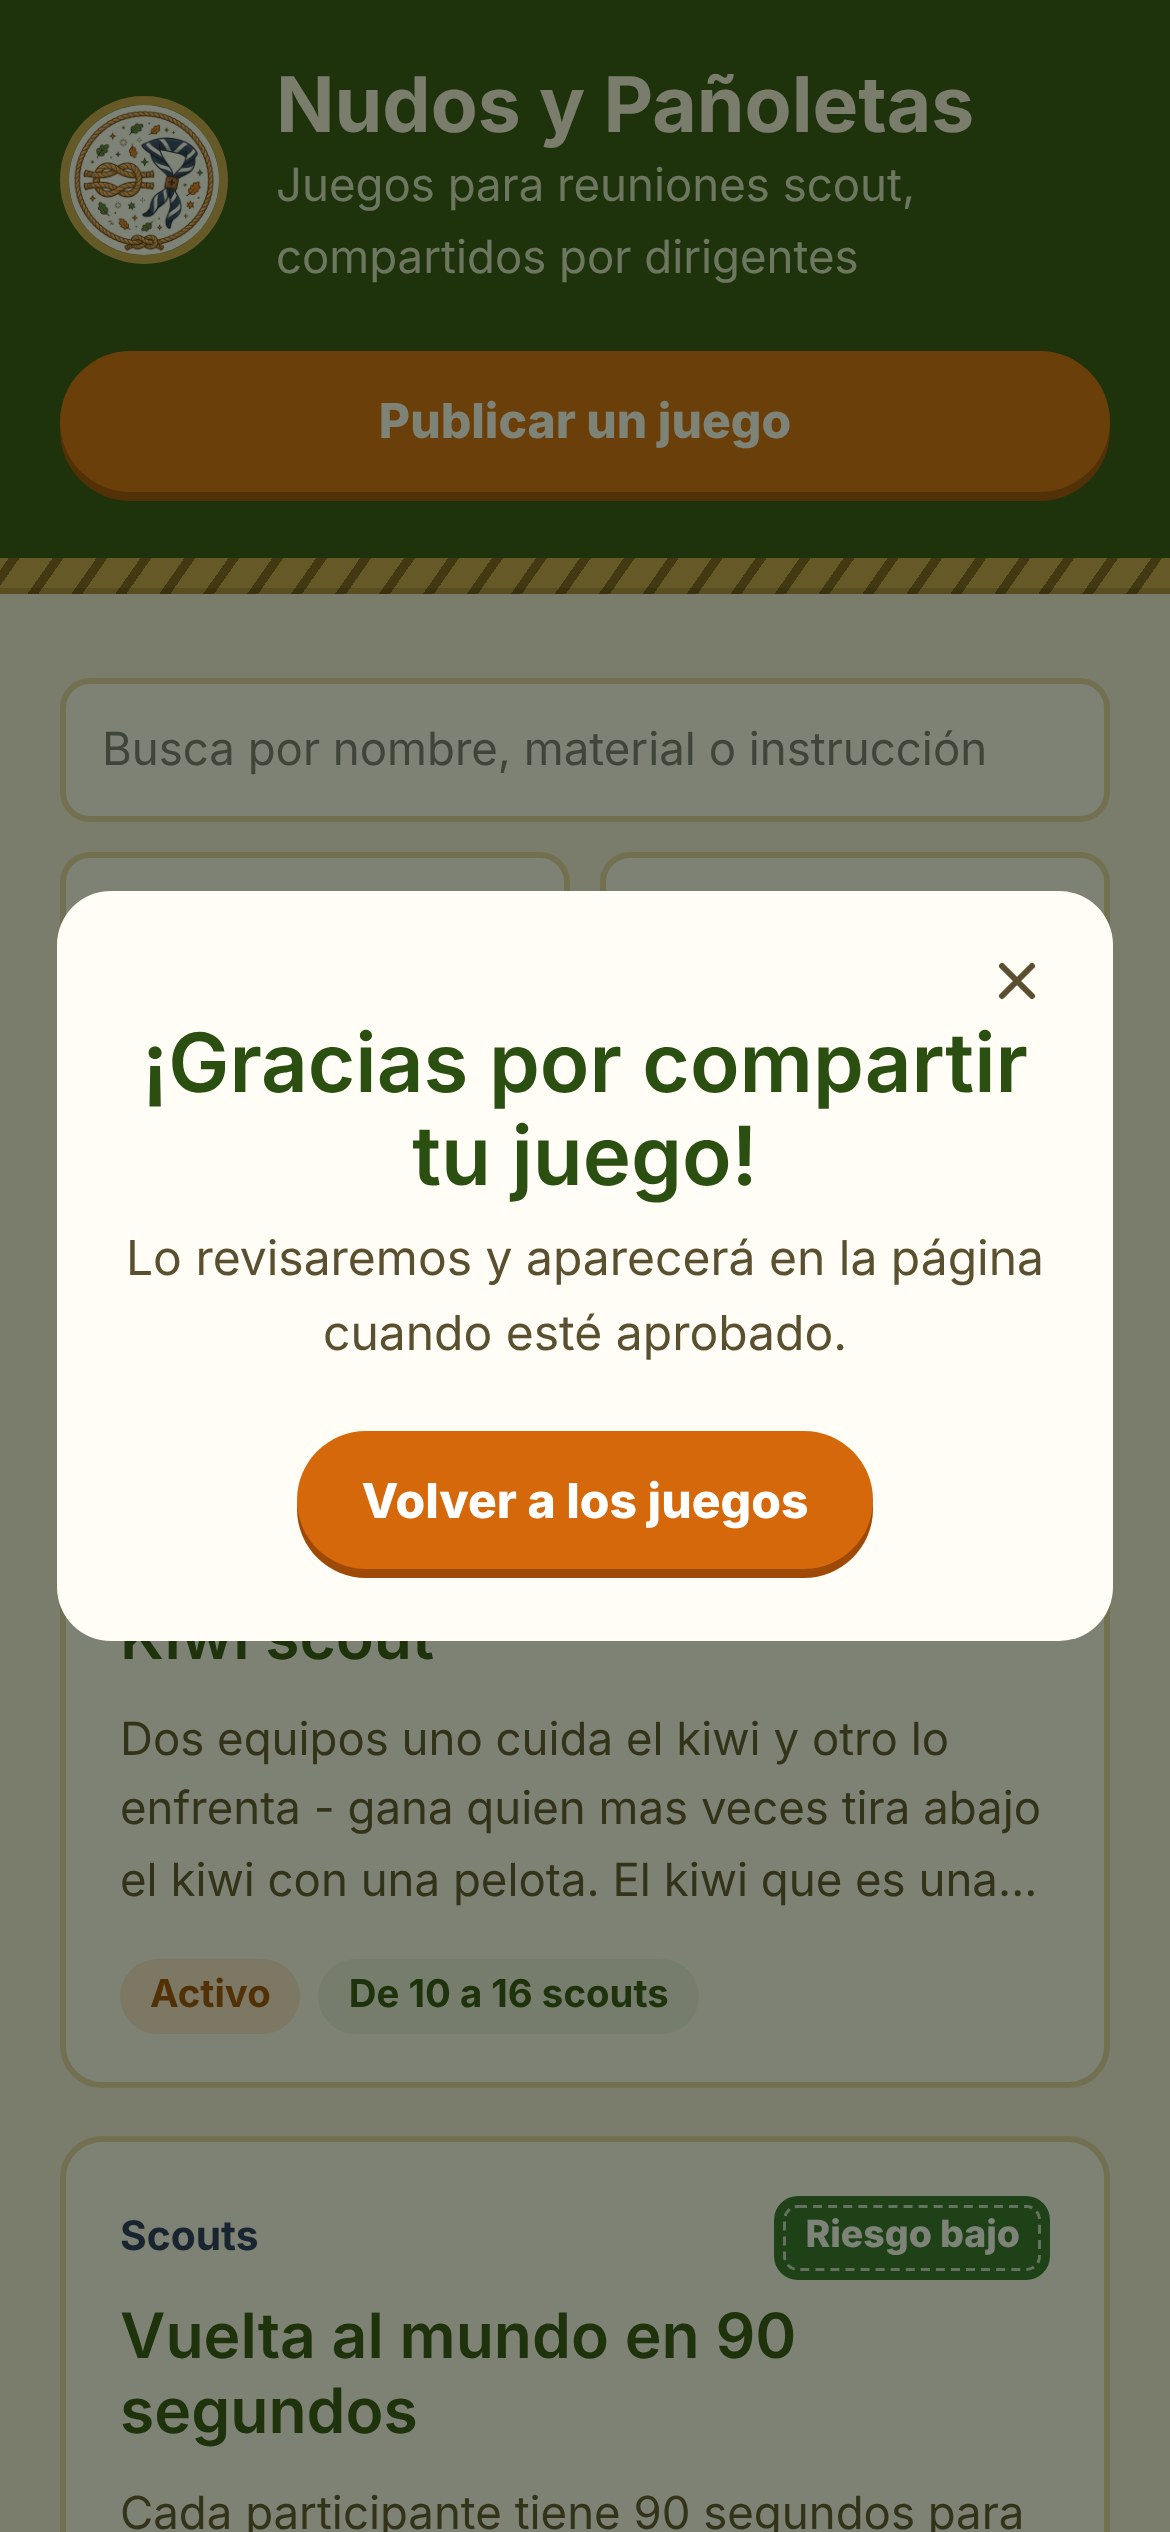 Nudos y Pañoletas
Juegos para reuniones scout,
compartidos por dirigentes
Publicar un juego
Busca por nombre, material o instrucción
¡Gracias por compartir
tu juego!
Lo revisaremos y aparecerá en la página
cuando esté aprobado.
Volver a los juegos
Kiwi scout
Dos equipos uno cuida el kiwi y otro lo
enfrenta - gana quien mas veces tira abajo
el kiwi con una pelota. El kiwi que es una...
Activo
De 10 a 16 scouts
Scouts
Riesgo bajo
Vuelta al mundo en 90
segundos
Cada participante tiene 90 segundos para